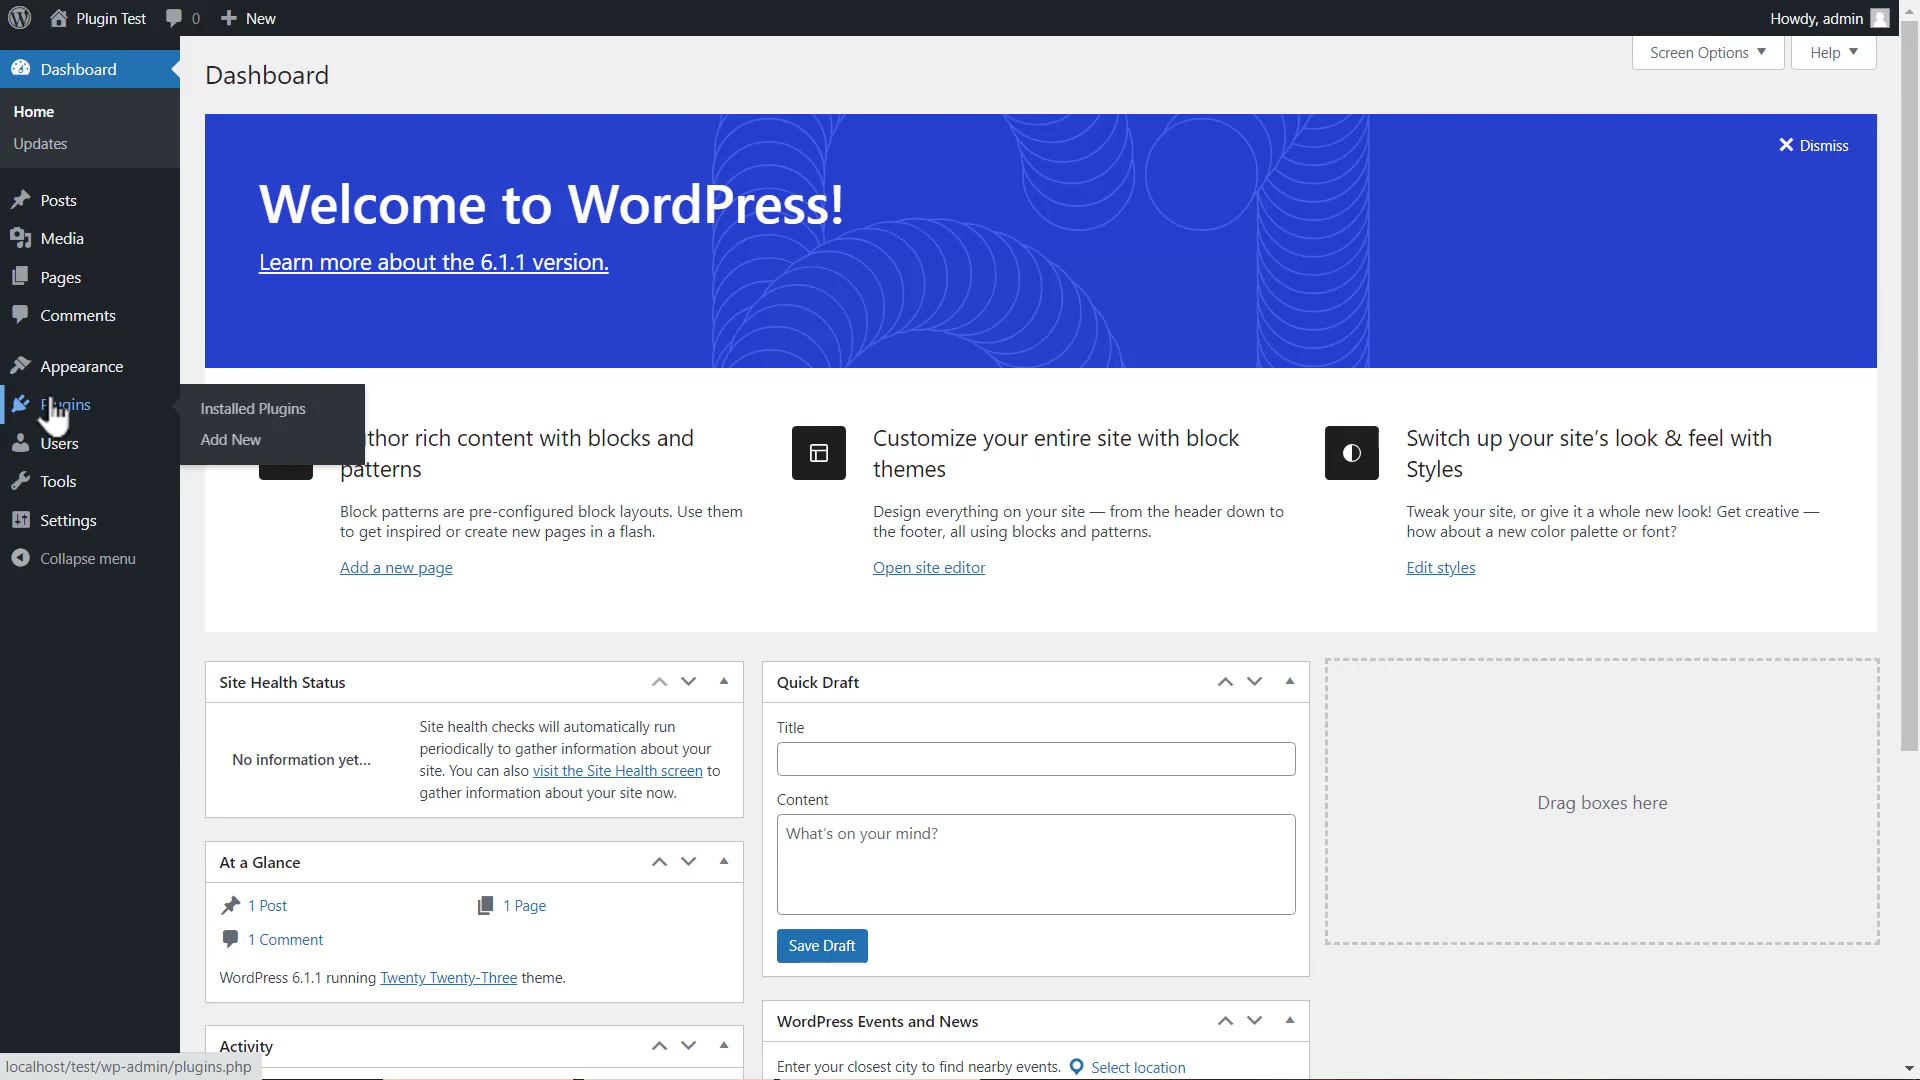 Plugin Test
0
New
Howdy, admin
Dashboard
Home
Updates
Posts
Media
Pages
Comments
Appearance
Plugins
Users
Tools
Settings
Collapse menu
Installed Plugins
Add New
Dashboard
Screen Options
Help
Welcome to WordPress!
Learn more about the 6.1.1 version.
Dismiss
thor rich content with blocks and
patterns
Block patterns are pre-configured block layouts. Use them
to get inspired or create new pages in a flash.
Add a new page
Customize your entire site with block
themes
Design everything on your site — from the header down to
the footer, all using blocks and patterns.
Open site editor
Switch up your site's look & feel with
Styles
Tweak your site, or give it a whole new look! Get creative —
how about a new color palette or font?
Edit styles
Site Health Status
No information yet...
Site health checks will automatically run
periodically to gather information about your
site. You can also visit the Site Health screen to
gather information about your site now.
At a Glance
1 Post
1 Page
1 Comment
WordPress 6.1.1 running Twenty Twenty-Three theme.
Activity
Quick Draft
Title
Content
What's on your mind?
Save Draft
WordPress Events and News
Enter your closest city to find nearby events.
Select location
Drag boxes here
localhost/test/wp-admin/plugins.php